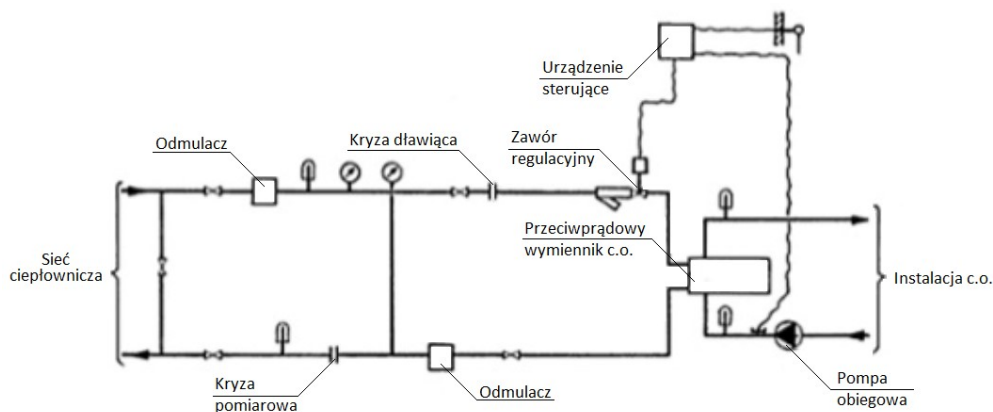 Urządzenie
sterujące
Odmulacz
Kryza dławiąca
Zawór
regulacyjny
Przeciwprądowy
wymiennik c.o.
Sieć
ciepłownicza
Instalacja c.o.
Kryza
pomiarowa
Odmulacz
Pompa
obiegowa